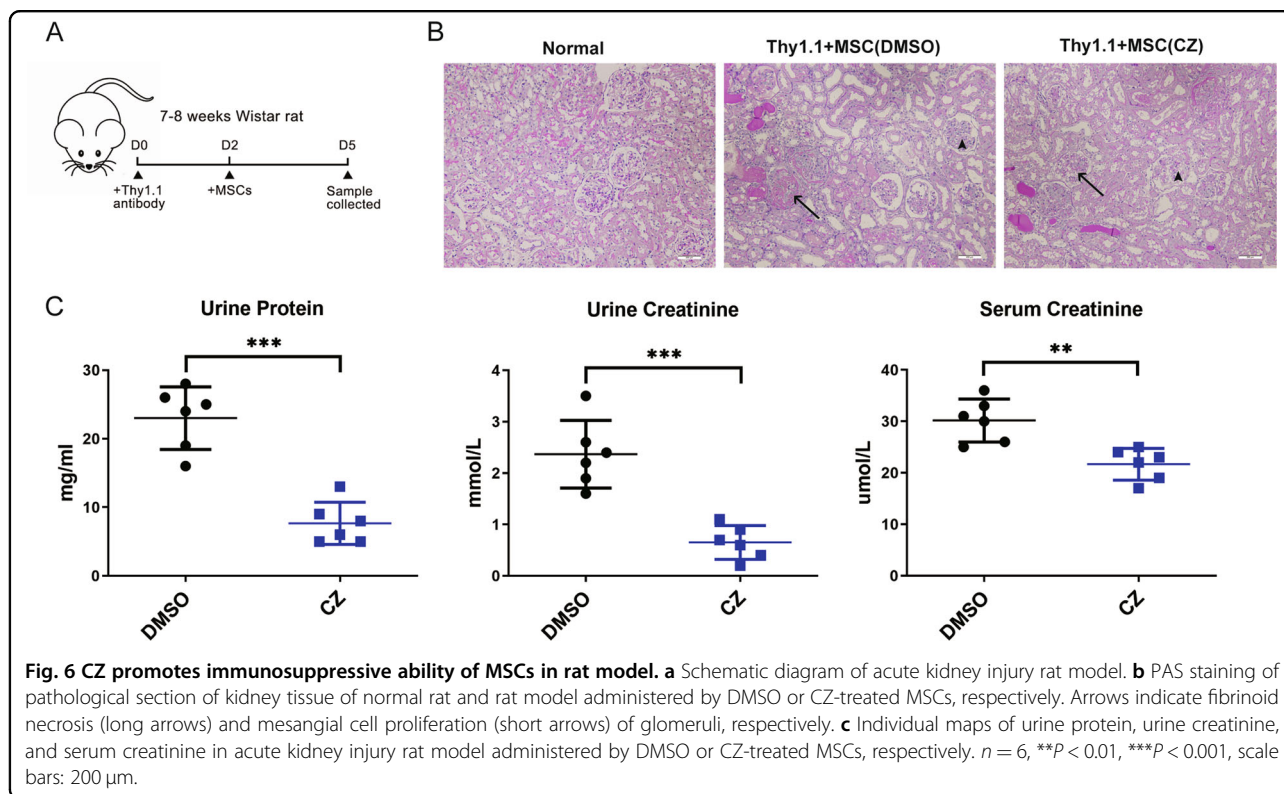 A
7-8 weeks Wistar rat
D0 D2 D5
+Thy1.1 antibody
+MSCs
Sample collected
B
Normal
Thy1.1+MSC(DMSO)
Thy1.1+MSC(CZ)
C
Urine Protein
***
30
20
10
0
mg/ml
DMSO
CZ
Urine Creatinine
***
4
3
2
1
0
mmol/L
DMSO
CZ
Serum Creatinine
**
40
30
20
10
0
umol/L
DMSO
CZ
Fig. 6 CZ promotes immunosuppressive ability of MSCs in rat model. a Schematic diagram of acute kidney injury rat model. b PAS staining of
pathological section of kidney tissue of normal rat and rat model administered by DMSO or CZ-treated MSCs, respectively. Arrows indicate fibrinoid
necrosis (long arrows) and mesangial cell proliferation (short arrows) of glomeruli, respectively. c Individual maps of urine protein, urine creatinine,
and serum creatinine in acute kidney injury rat model administered by DMSO or CZ-treated MSCs, respectively. n = 6, **P < 0.01, ***P < 0.001, scale
bars: 200 μm.